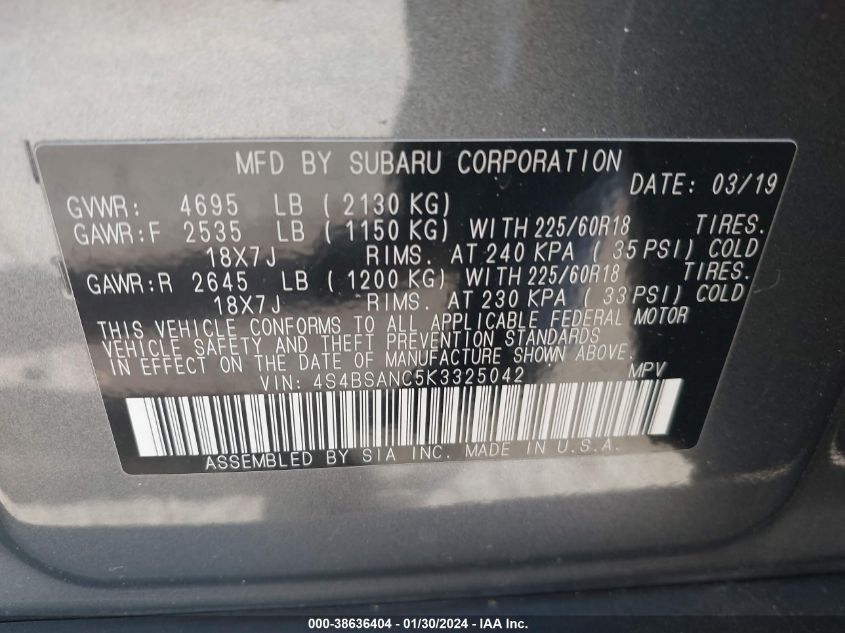 MFD BY SUBARU CORPORATION
DATE: 03/19
GVWR: 4695 LB ( 2130 KG)
GAWR:F 2535 LB ( 1150 KG) WITH 225/60R18 TIRES.
18X7J RIMS. AT 240 KPA ( 35 PSI) COLD
GAWR:R 2645 LB ( 1200 KG) WITH 225/60R18 TIRES.
18X7J RIMS. AT 230 KPA ( 33 PSI) COLD
THIS VEHICLE CONFORMS TO ALL APPLICABLE FEDERAL MOTOR
VEHICLE SAFETY AND THEFT PREVENTION STANDARDS
IN EFFECT ON THE DATE OF MANUFACTURE SHOWN ABOVE.
VIN: 4S4BSANC5K3325042 MPV
ASSEMBLED BY SIA INC. MADE IN U.S.A.
000-38636404 - 01/30/2024 - IAA Inc.